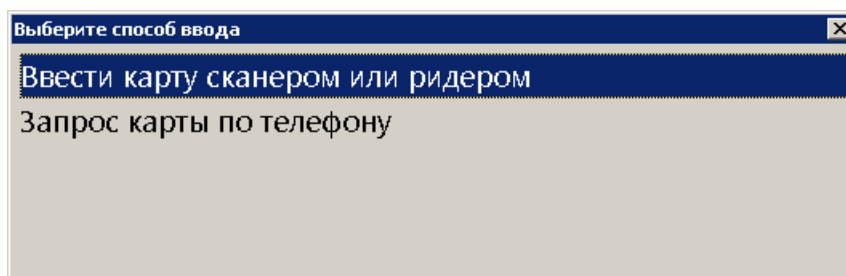 Выберите способ ввода
Ввести карту сканером или ридером
Запрос карты по телефону